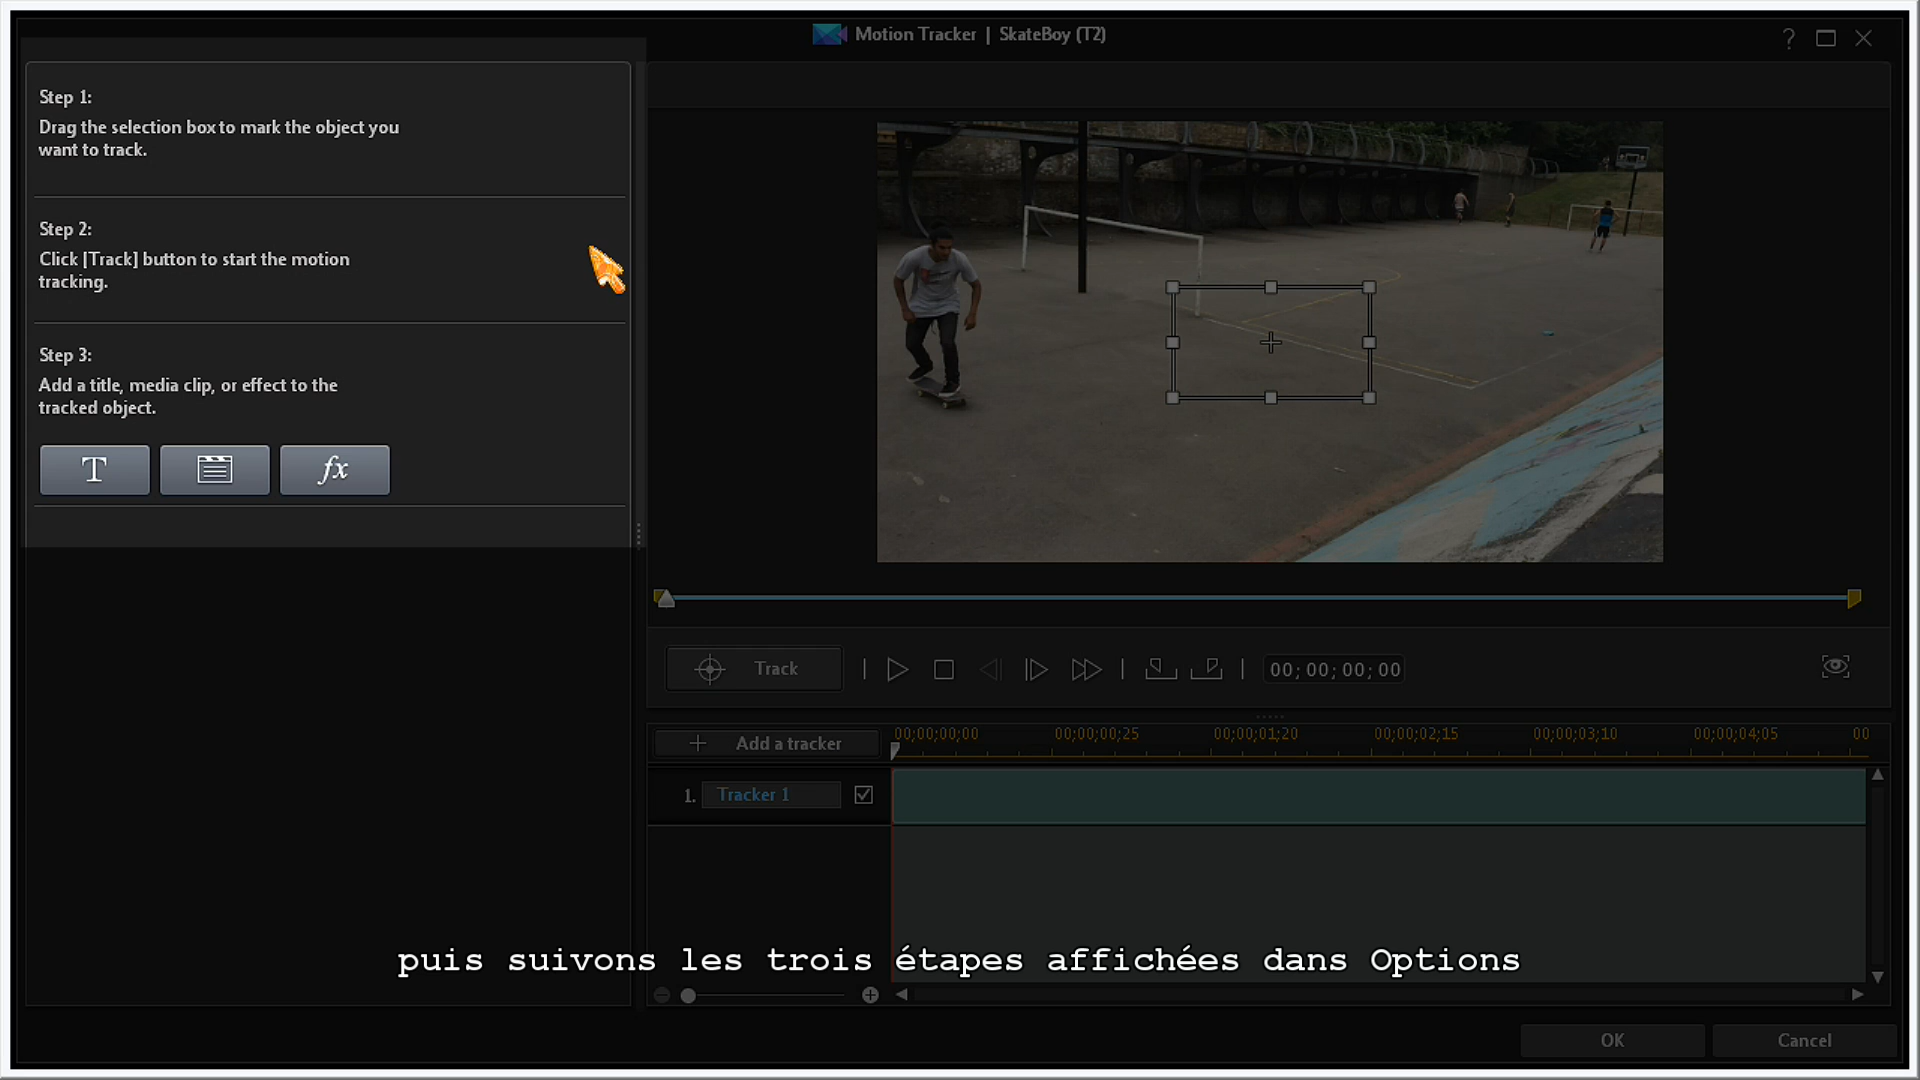 Motion Tracker | SkateBoy (T2)
?
Step 1:
Drag the selection box to mark the object you
want to track.
Step 2:
Click [Track] button to start the motion
tracking.
Step 3:
Add a title, media clip, or effect to the
tracked object.
T
fx
Track
00; 00; 00; 00
Add a tracker
00;00;00;00 00;00;00;25 00;00;01;20 00;00;02;15 00;00;03;10 00;00;04;05 00
1. Tracker 1
puis suivons les trois étapes affichées dans Options
OK Cancel